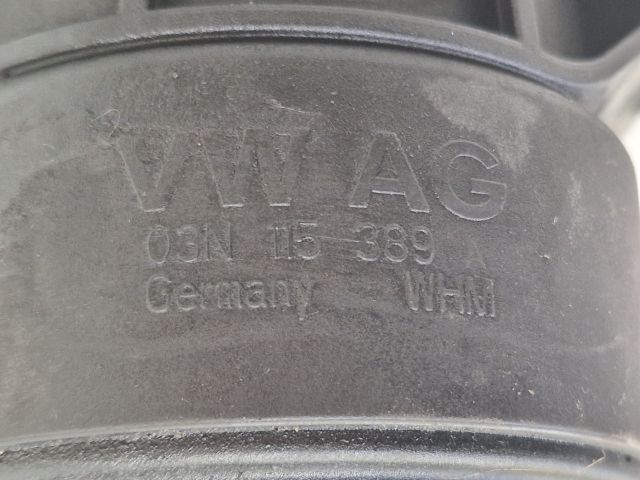 VW AG
03N 115 389 A
Germany WHM